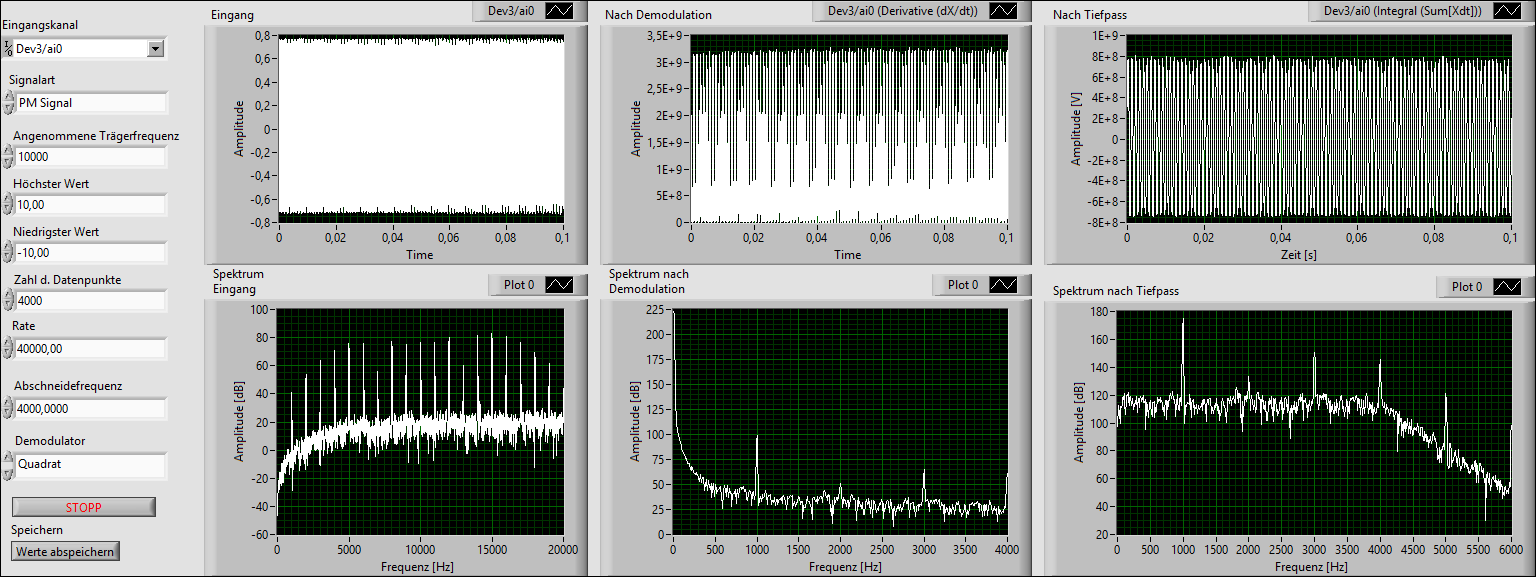 Eingangskanal
Dev3/ai0
Signalart
PM Signal
Angenommene Trägerfrequenz
10000
Höchster Wert
10,00
Niedrigster Wert
-10,00
Zahl d. Datenpunkte
4000
Rate
40000,00
Abschneidefrequenz
4000,0000
Demodulator
Quadrat
STOPP
Speichern
Werte abspeichern
Eingang
Dev3/ai0
Amplitude
0,8
0,6
0,4
0,2
0
-0,2
-0,4
-0,6
-0,8
0 0,02 0,04 0,06 0,08 0,1
Time
Nach Demodulation
Dev3/ai0 (Derivative (dX/dt))
Amplitude
3,5E+9
3E+9
2,5E+9
2E+9
1,5E+9
1E+9
5E+8
0
0 0,02 0,04 0,06 0,08 0,1
Time
Nach Tiefpass
Dev3/ai0 (Integral (Sum[Xdt]))
Amplitude [V]
1E+9
8E+8
6E+8
4E+8
2E+8
0
-2E+8
-4E+8
-6E+8
-8E+8
0 0,02 0,04 0,06 0,08 0,1
Zeit [s]
Spektrum
Eingang
Plot 0
Amplitude [dB]
100
80
60
40
20
0
-20
-40
-60
0 5000 10000 15000 20000
Frequenz [Hz]
Spektrum nach
Demodulation
Plot 0
Amplitude [dB]
225
200
175
150
125
100
75
50
25
0
0 500 1000 1500 2000 2500 3000 3500 4000
Frequenz [Hz]
Spektrum nach Tiefpass
Plot 0
Amplitude [dB]
180
160
140
120
100
80
60
40
20
0 500 1000 1500 2000 2500 3000 3500 4000 4500 5000 5500 6000
Frequenz [Hz]